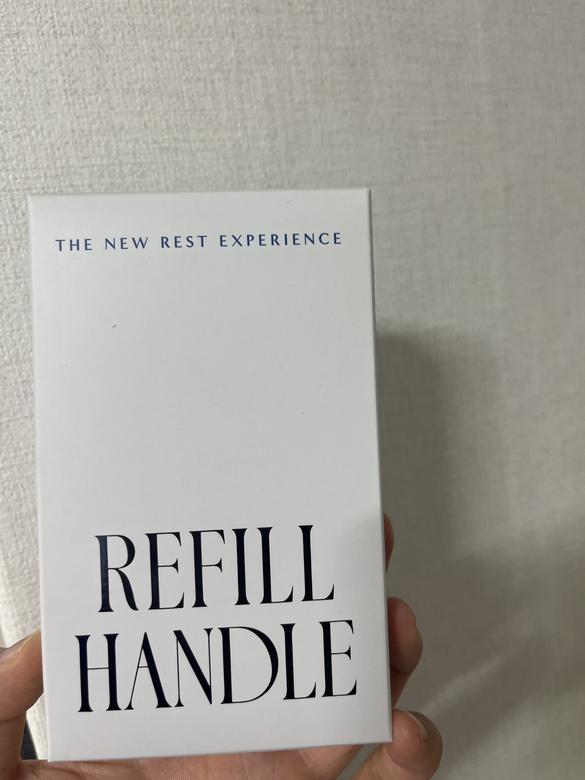 THE NEW REST EXPERIENCE
REFILL
HANDLE